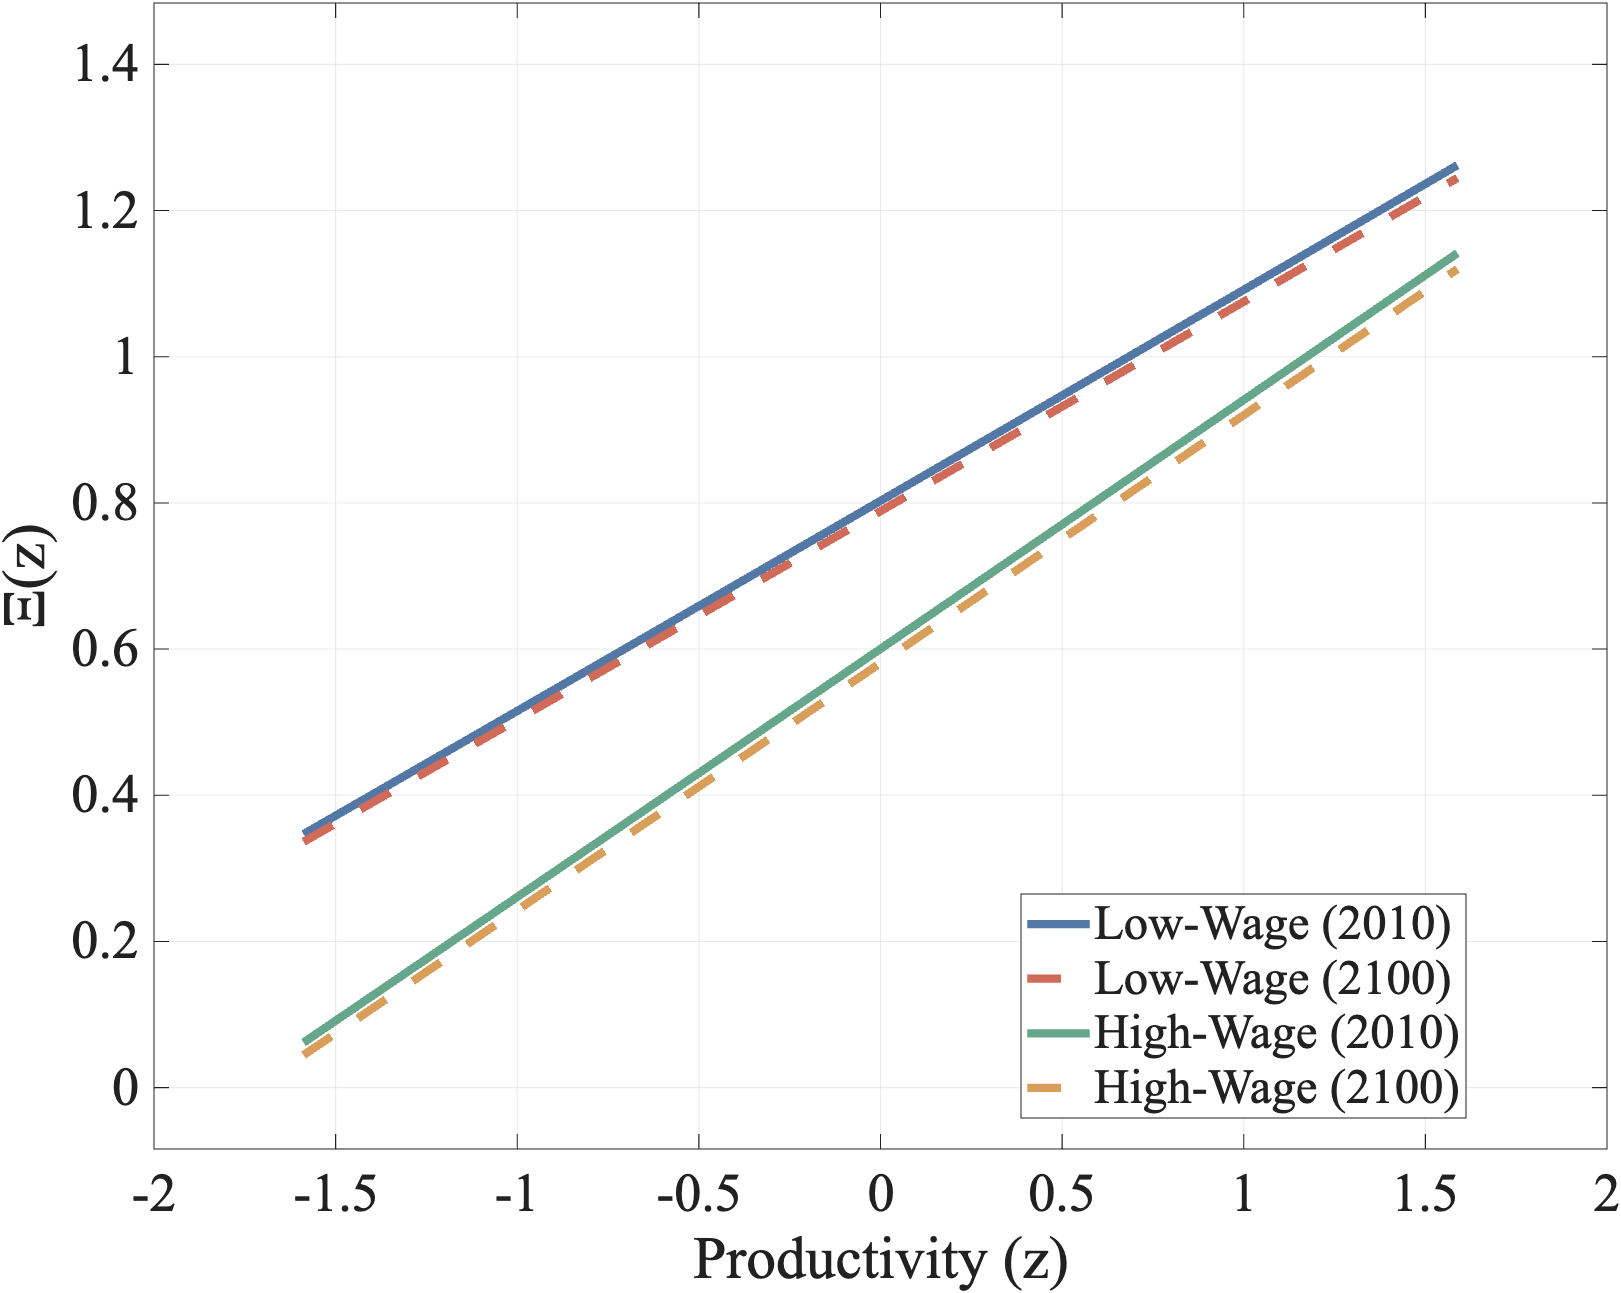 1.4
1.2
1
0.8
0.6
0.4
0.2
0
Ξ(z)
Low-Wage (2010)
Low-Wage (2100)
High-Wage (2010)
High-Wage (2100)
-2 -1.5 -1 -0.5 0 0.5 1 1.5 2
Productivity (z)